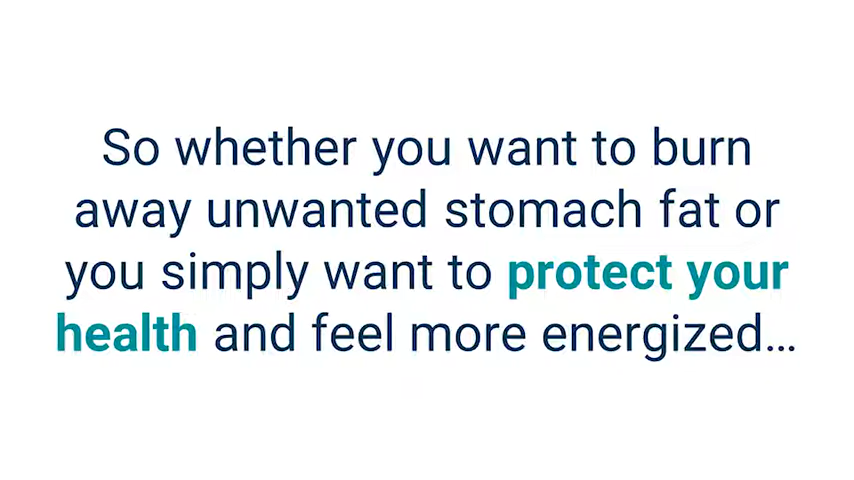 So whether you want to burn
away unwanted stomach fat or
you simply want to protect your
health and feel more energized...